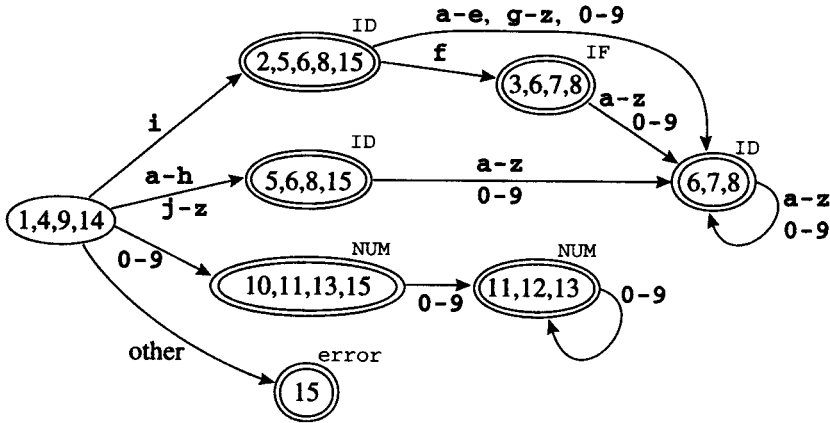 a-e, g-z, 0-9
ID
2,5,6,8,15
f
IF
3,6,7,8
a-z
0-9
i
ID
5,6,8,15
a-h
j-z
a-z
0-9
ID
6,7,8
a-z
0-9
1,4,9,14
0-9
NUM
10,11,13,15
0-9
NUM
11,12,13
0-9
other
error
15